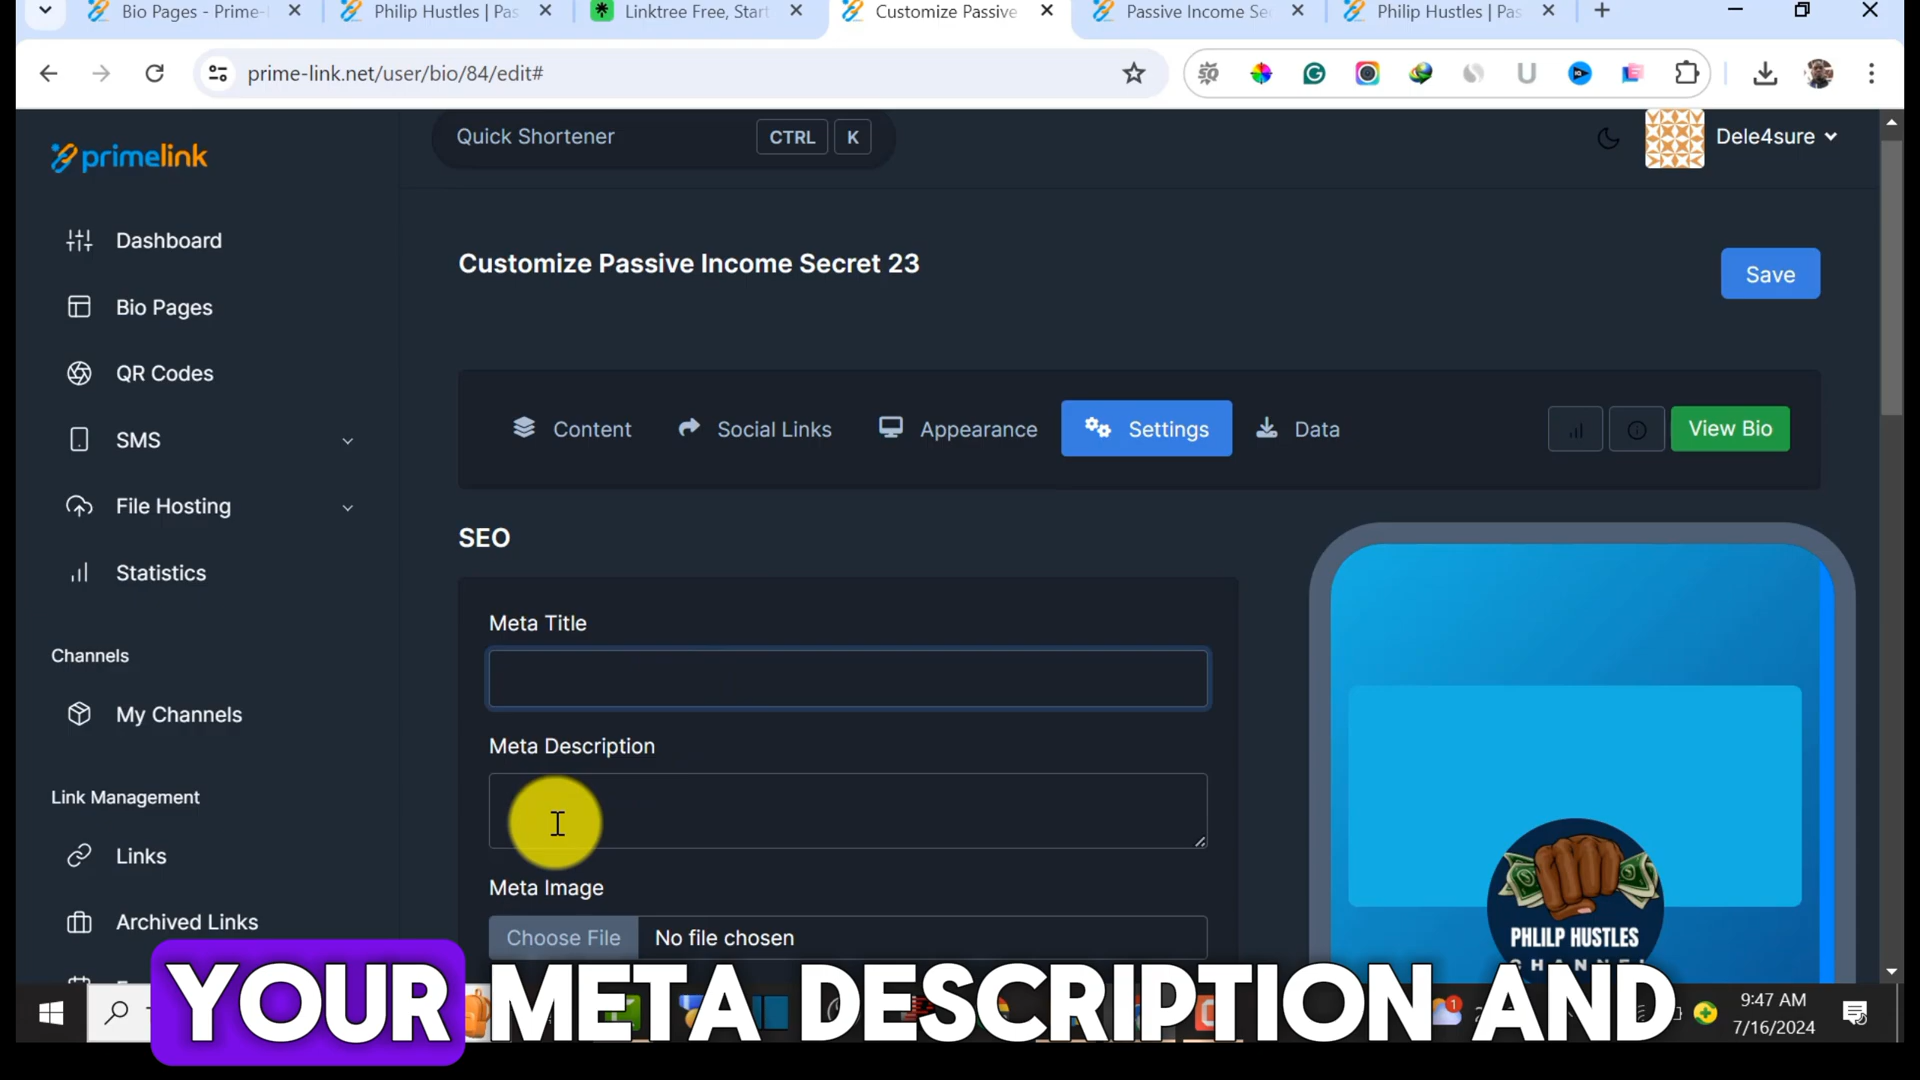 Bio Pages - Prime-
Philip Hustles | Pas
Linktree Free, Start
Customize Passive
Passive Income Se
Philip Hustles | Pas
prime-link.net/user/bio/84/edit#
primelink
Quick Shortener
CTRL
K
Dele4sure
Dashboard
Bio Pages
QR Codes
SMS
File Hosting
Statistics
Channels
My Channels
Link Management
Links
Archived Links
Customize Passive Income Secret 23
Save
Content
Social Links
Appearance
Settings
Data
View Bio
SEO
Meta Title
Meta Description
Meta Image
Choose File
No file chosen
PHLILP HUSTLES
CHANNEL
YOUR META DESCRIPTION AND
1
9:47 AM
7/16/2024